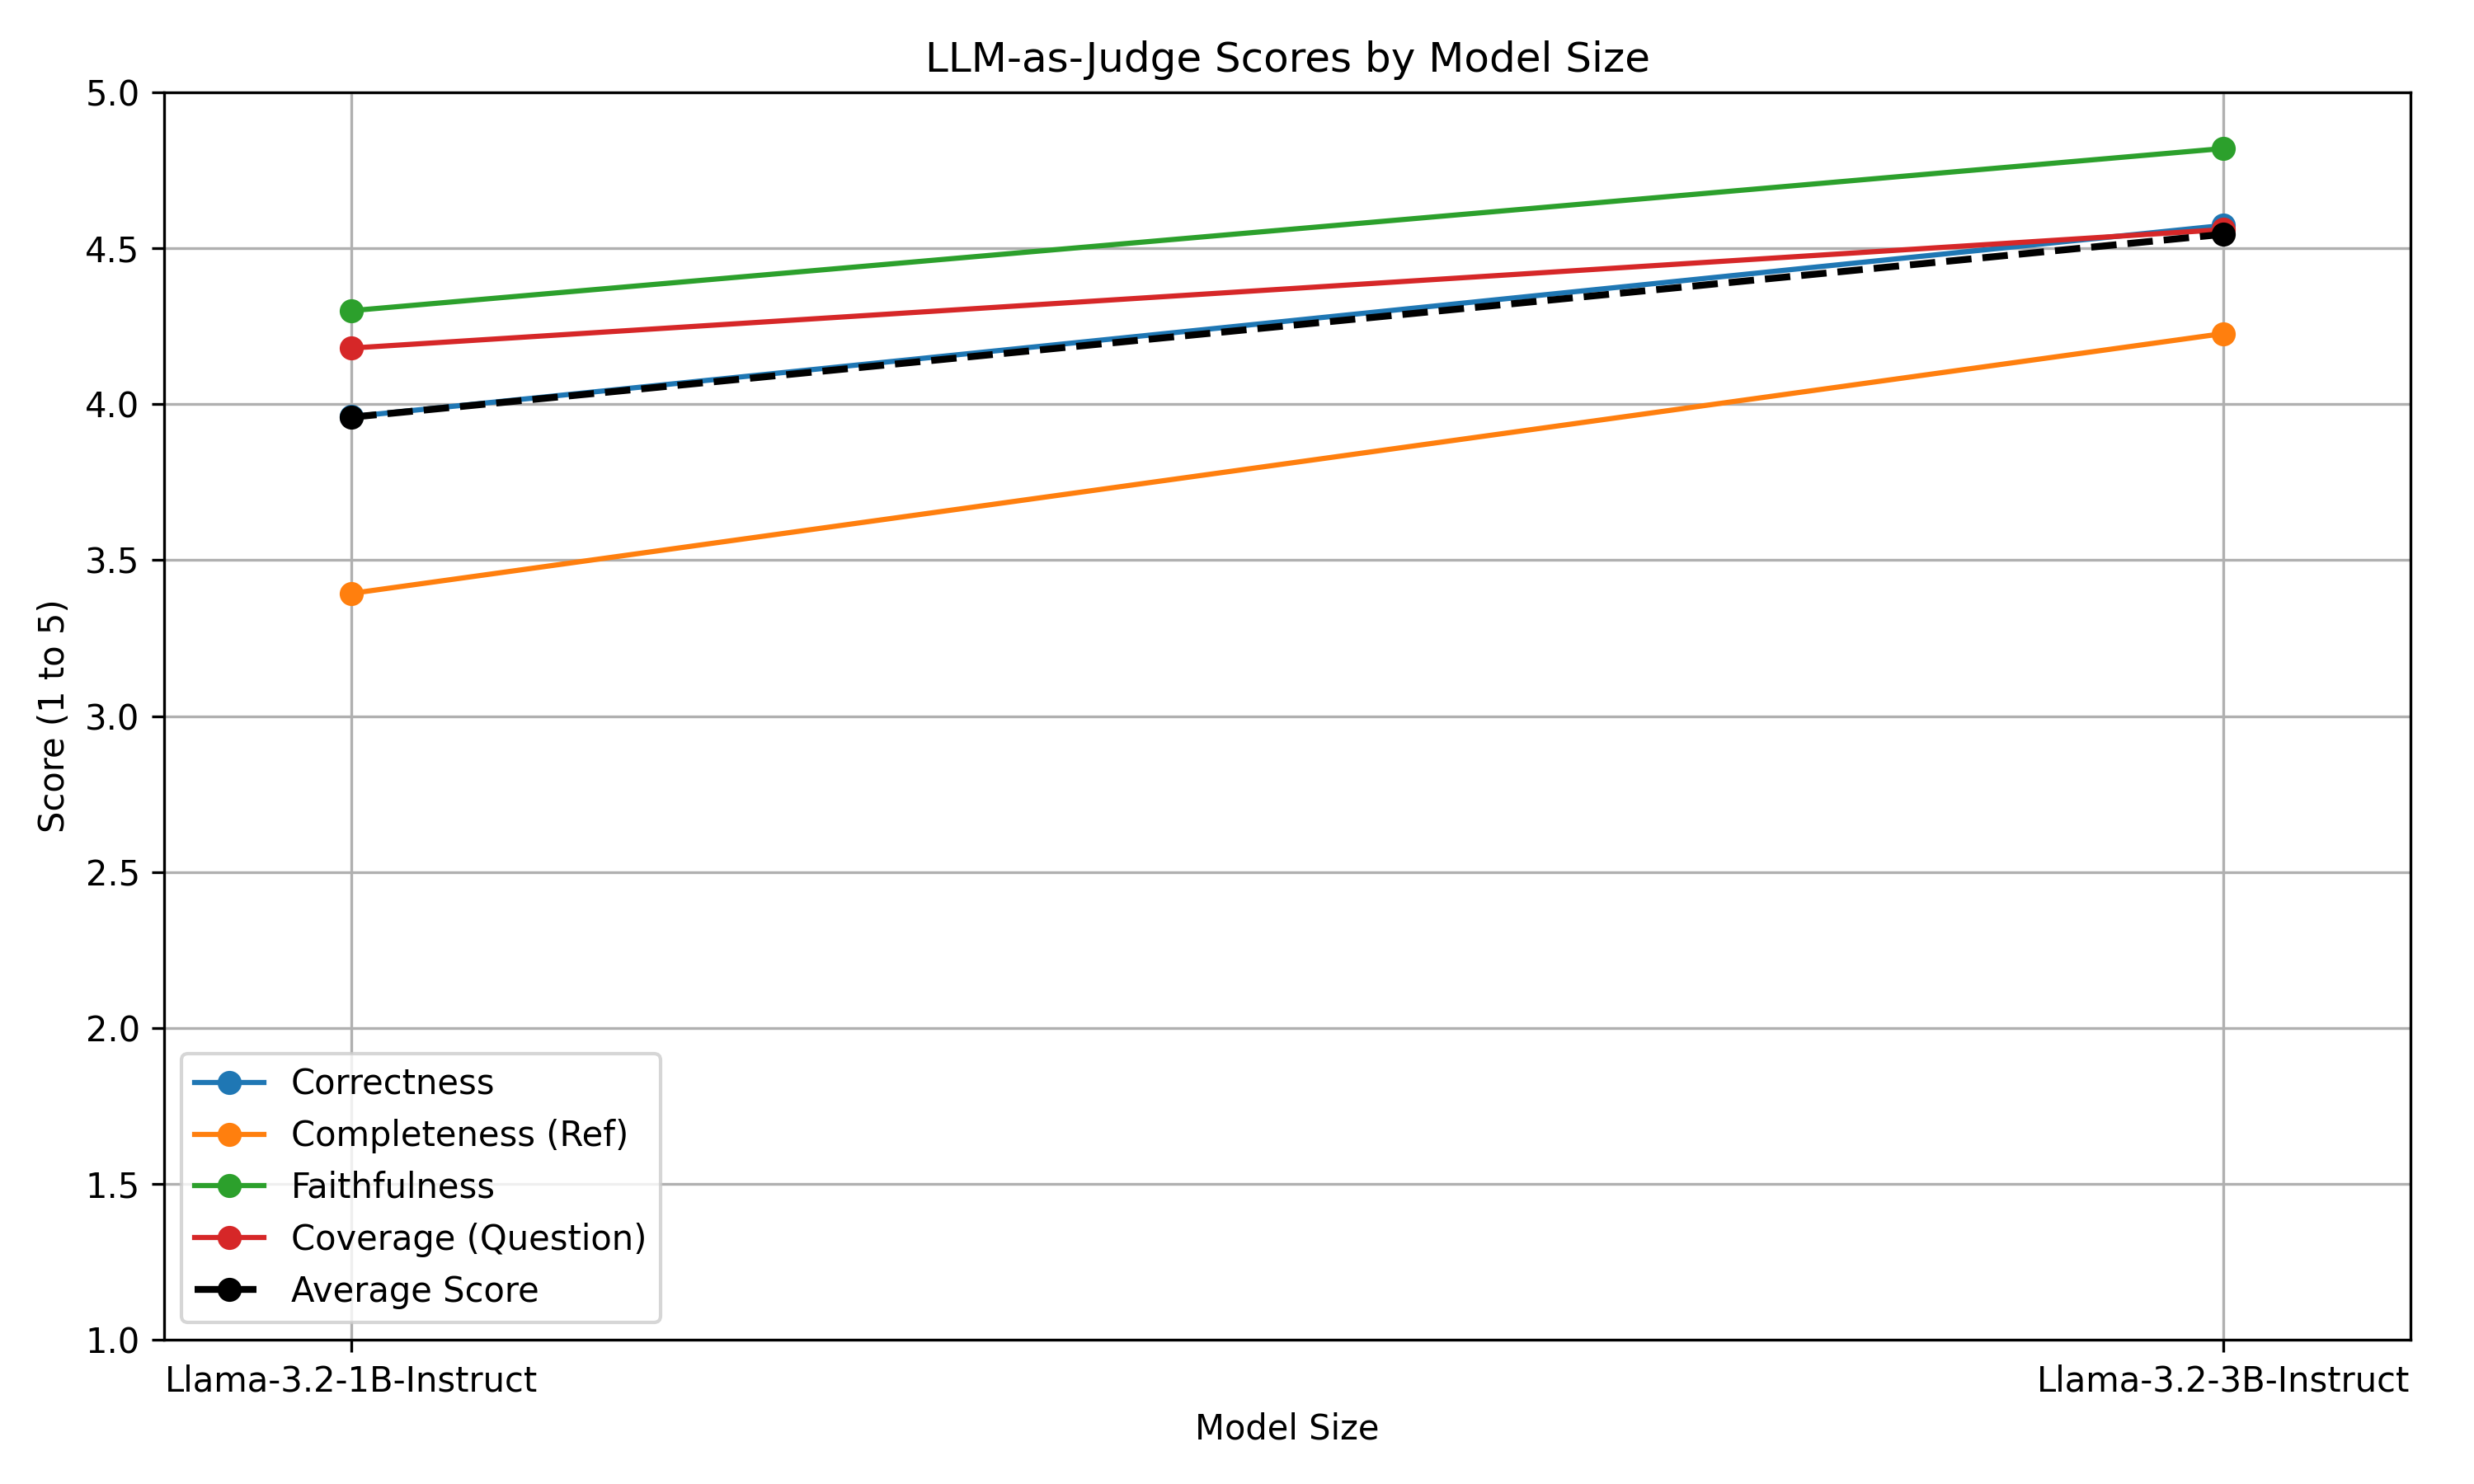 LLM-as-Judge Scores by Model Size
Score (1 to 5)
5.0
4.5
4.0
3.5
3.0
2.5
2.0
1.5
1.0
Correctness
Completeness (Ref)
Faithfulness
Coverage (Question)
Average Score
Llama-3.2-1B-Instruct
Llama-3.2-3B-Instruct
Model Size